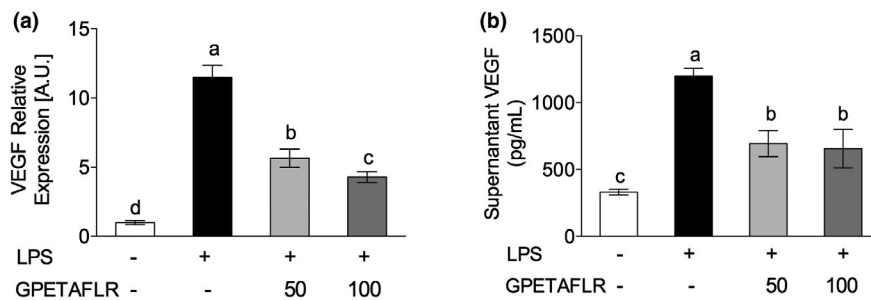 (a)
VEGF Relative
Expression [A.U.]
15
10
5
0
d
a
b
c
LPS - + + +
GPETAFLR - - 50 100
(b)
Supernantant VEGF
(pg/mL)
1500
1000
500
0
c
a
b
b
LPS - + + +
GPETAFLR - - 50 100